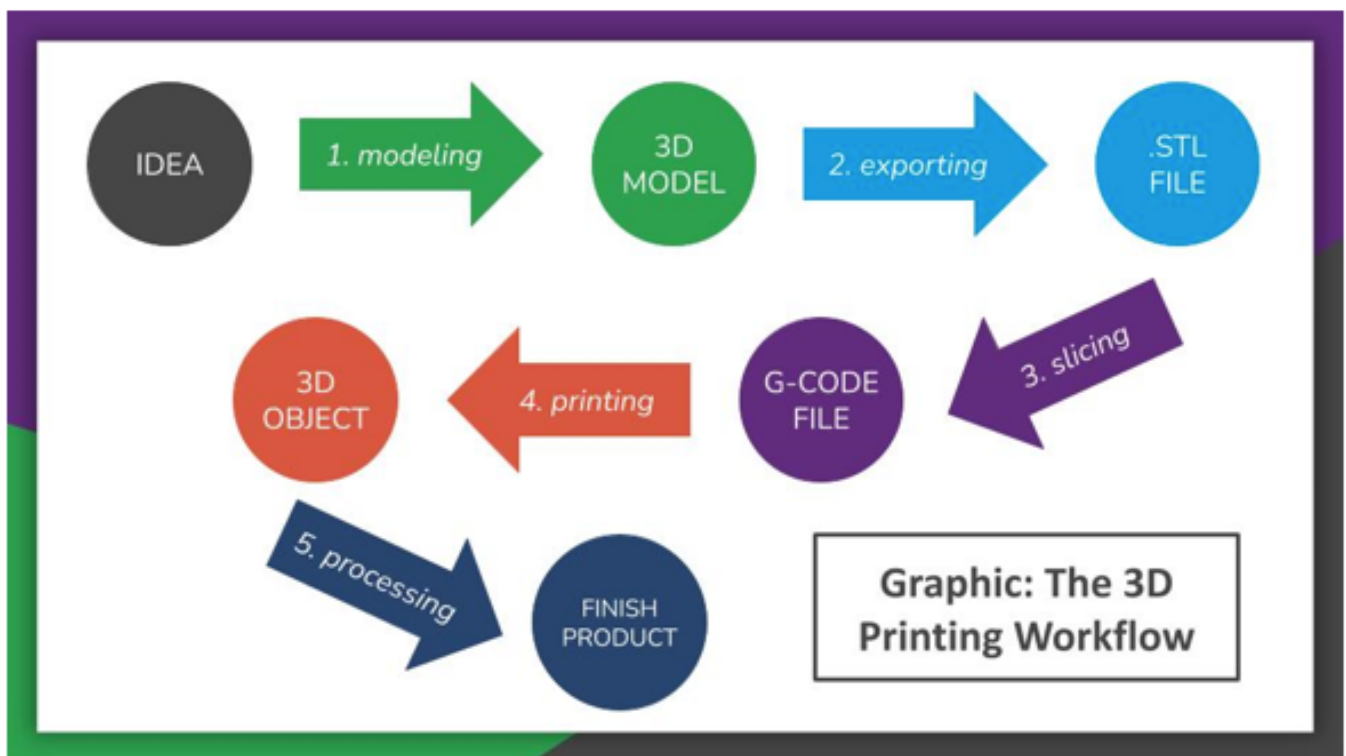 IDEA
1. modeling
3D
MODEL
2. exporting
.STL
FILE
3. slicing
G-CODE
FILE
4. printing
3D
OBJECT
5. processing
FINISH
PRODUCT
Graphic: The 3D
Printing Workflow